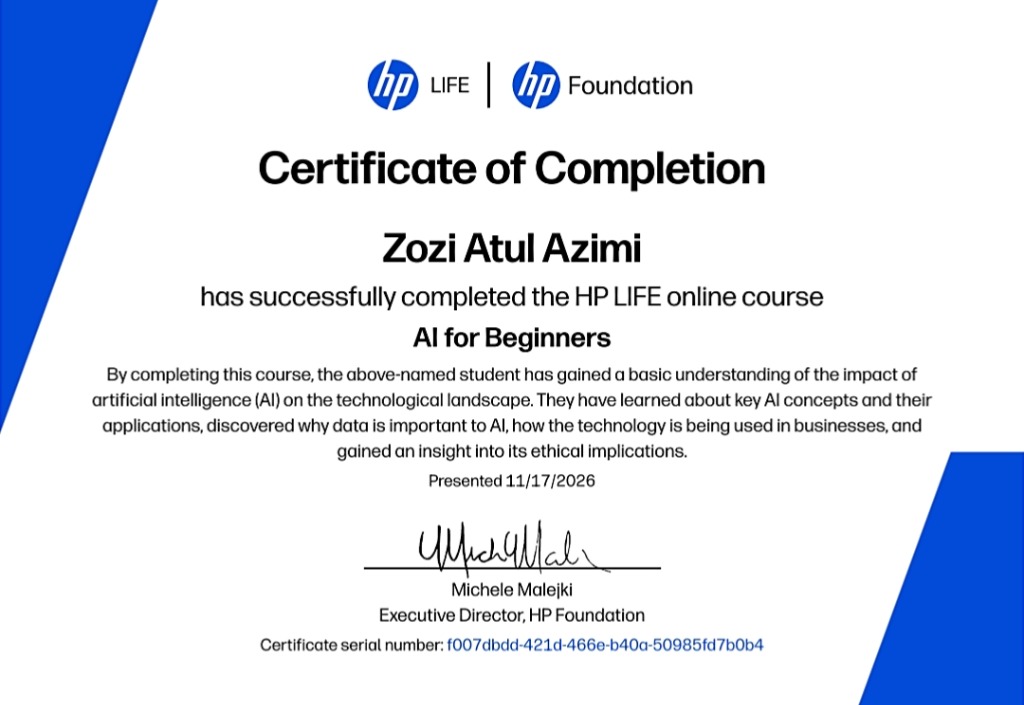 hp LIFE | hp Foundation
Certificate of Completion
Zozi Atul Azimi
has successfully completed the HP LIFE online course
AI for Beginners
By completing this course, the above-named student has gained a basic understanding of the impact of
artificial intelligence (AI) on the technological landscape. They have learned about key AI concepts and their
applications, discovered why data is important to AI, how the technology is being used in businesses, and
gained an insight into its ethical implications.
Presented 11/17/2026
Michele Malejki
Executive Director, HP Foundation
Certificate serial number: f007dbdd-421d-466e-b40a-50985fd7b0b4